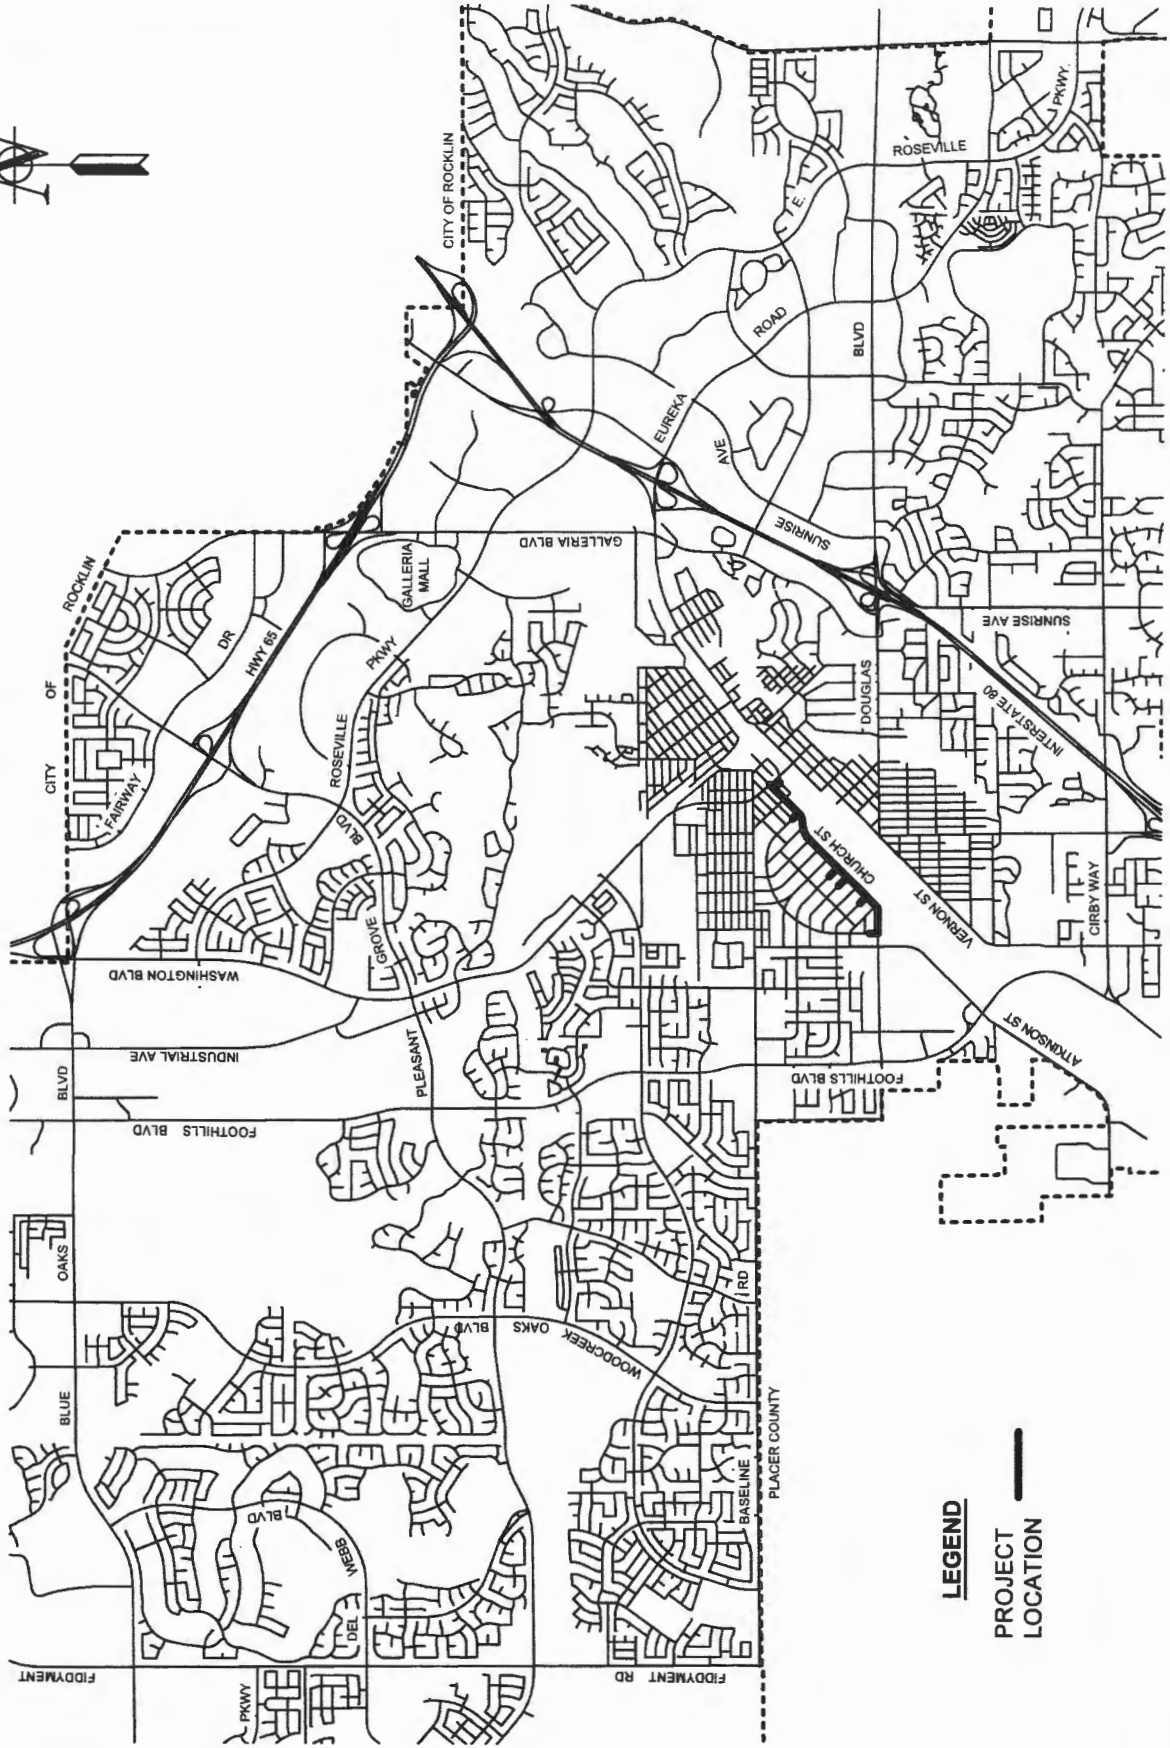 N
CITY OF ROCKLIN
CITY OF ROCKLIN
FAIRWAY
DR
HWY 65
GALLERIA
MALL
GALLERIA BLVD
ROSEVILLE
PKWY
BLVD
GROVE
PLEASANT
WASHINGTON BLVD
INDUSTRIAL AVE
BLVD
FOOTHILLS BLVD
OAKS
BLUE
EUREKA
ROAD
AVE
SUNRISE
E.
ROSEVILLE
PKWY.
BLVD
DOUGLAS
SUNRISE AVE
INTERSTATE 80
CHURCH ST
VERNON ST
CIRBY WAY
ATKINSON ST
FOOTHILLS BLVD
WOODCREEK
OAKS
BLVD
RD
BASELINE
PLACER COUNTY
BLVD
WEBB
DEL
FIDDYMENT
PKWY
FIDDYMENT RD
LEGEND
PROJECT
LOCATION